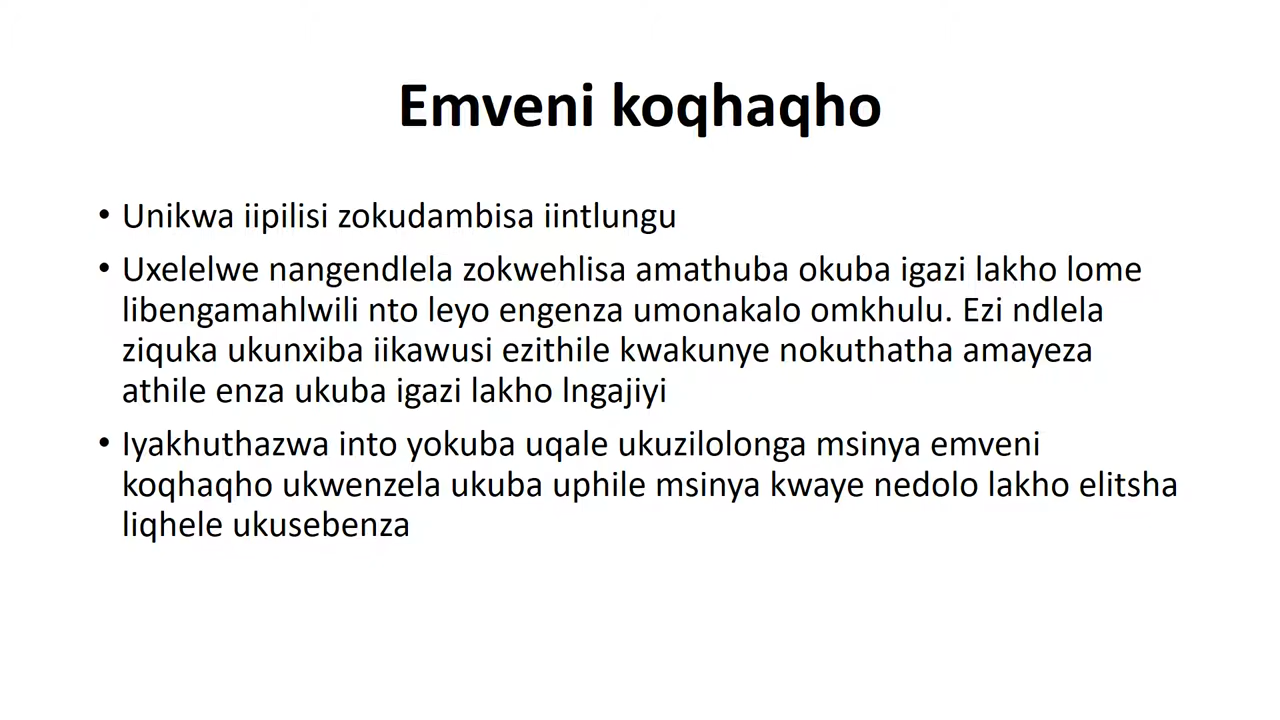 Emveni koqhaqho
• Unikwa iipilisi zokudambisa iintlungu
• Uxelelwe nangendlela zokwehlisa amathuba okuba igazi lakho lome
libengamahlwili nto leyo engenza umonakalo omkhulu. Ezi ndlela
ziquka ukunxiba iikawusi ezithile kwakunye nokuthatha amayeza
athile enza ukuba igazi lakho lngajiyi
• Iyakhuthazwa into yokuba uqale ukuzilolonga msinya emveni
koqhaqho ukwenzela ukuba uphile msinya kwaye nedolo lakho elitsha
liqhele ukusebenza